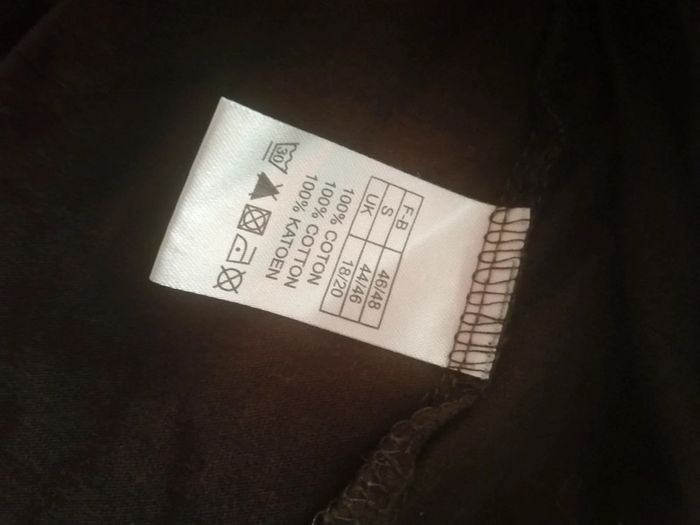 F-B 46/48
S 44/46
UK 18/20
100% COTON
100% COTTON
100% KATOEN
30